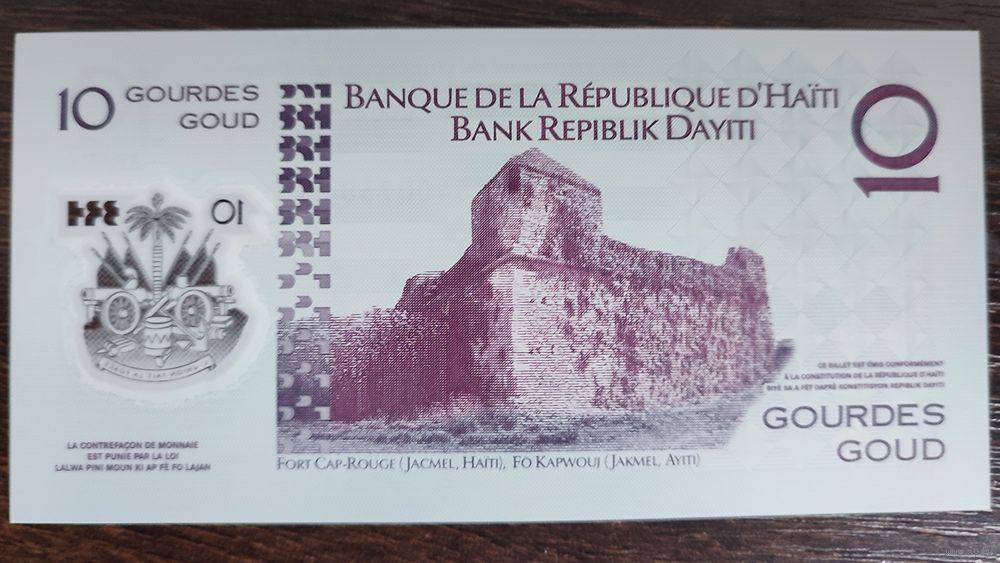 10 GOURDES
GOUD
BANQUE DE LA RÉPUBLIQUE D'HAÏTI
BANK REPIBLIK DAYITI
10
10
CE BILLET EST ÉMIS CONFORMÉMENT
À LA CONSTITUTION DE LA RÉPUBLIQUE D'HAÏTI
BIYÈ SA A FÈT DAPRÈ KONSTITISYON REPIBLIK DAYITI
GOURDES
GOUD
LA CONTREFAÇON DE MONNAIE
EST PUNIE PAR LA LOI
LALWA PINI MOUN KI AP FÈ FO LAJAN
FORT CAP-ROUGE (JACMEL, HAÏTI), FÒ KAPWOUJ (JAKMEL, AYITI)